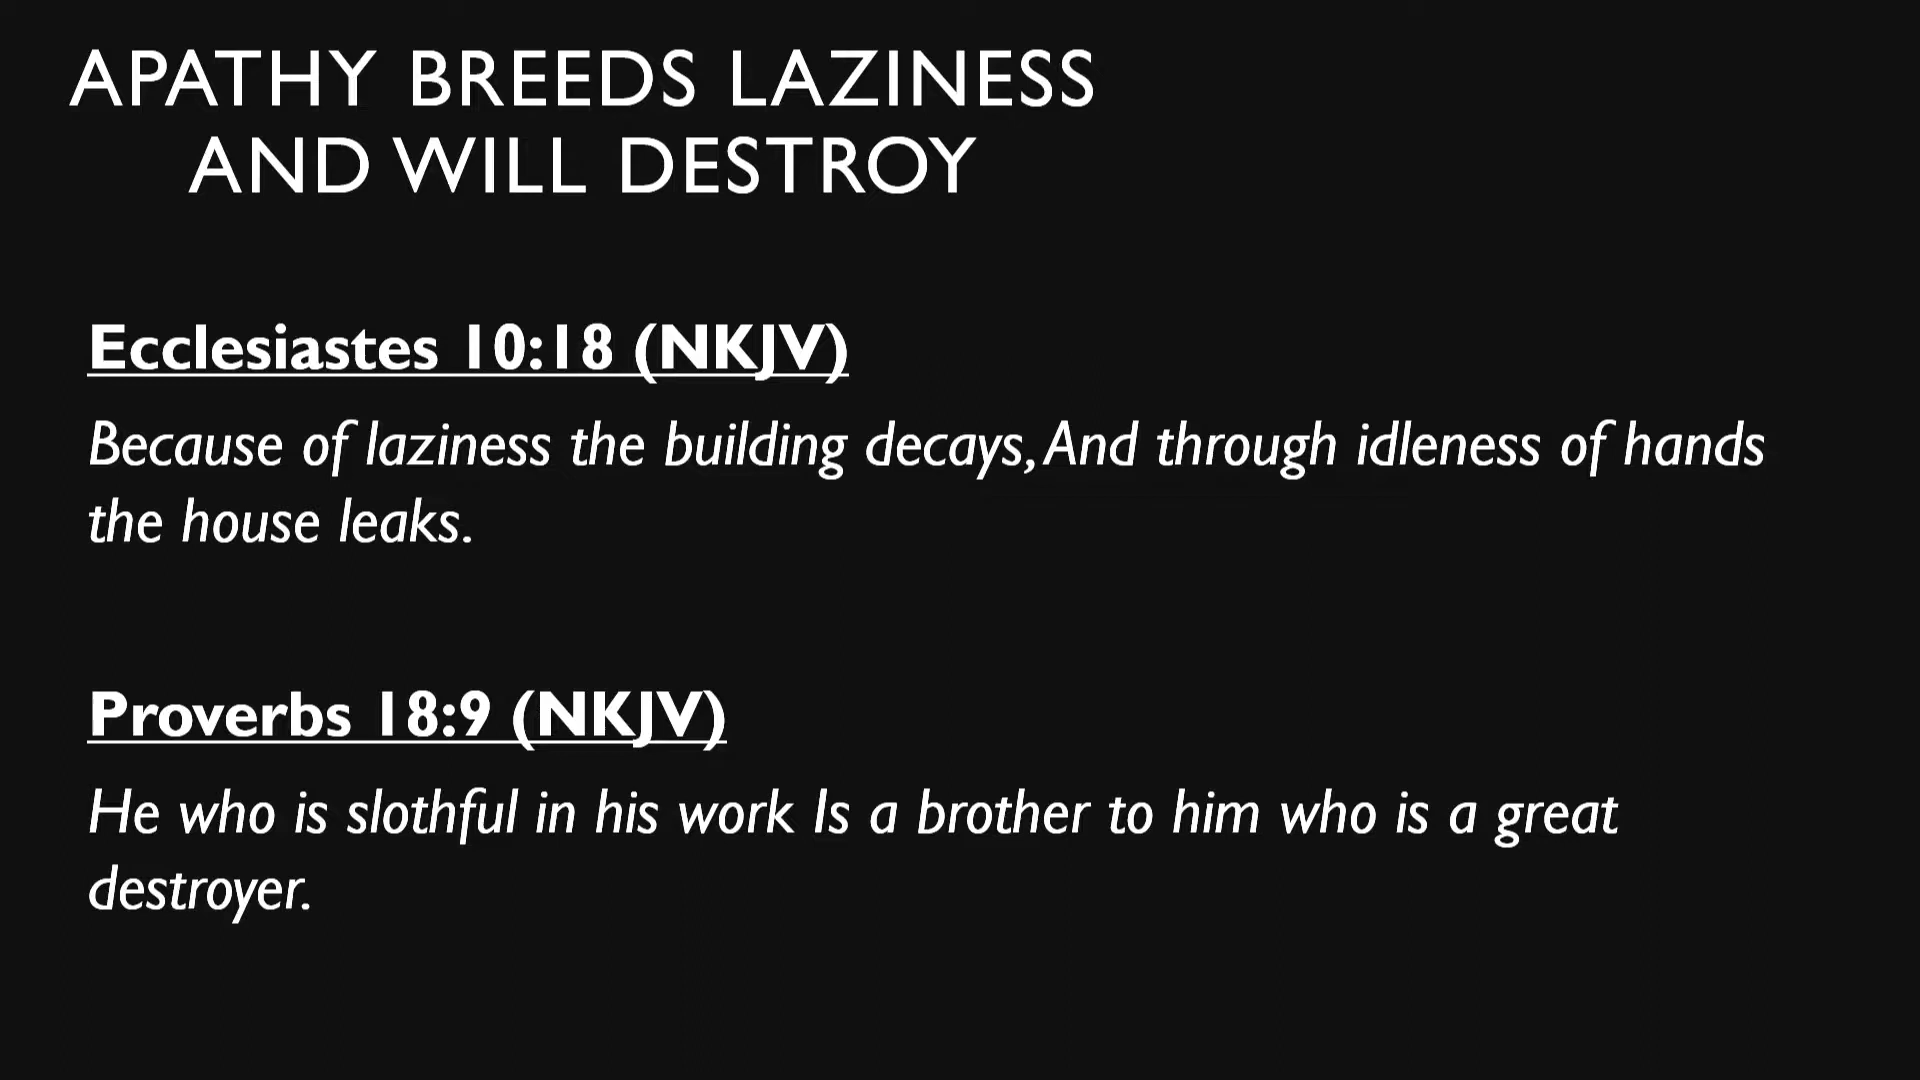 APATHY BREEDS LAZINESS
AND WILL DESTROY
Ecclesiastes 10:18 (NKJV)
Because of laziness the building decays, And through idleness of hands
the house leaks.
Proverbs 18:9 (NKJV)
He who is slothful in his work Is a brother to him who is a great
destroyer.